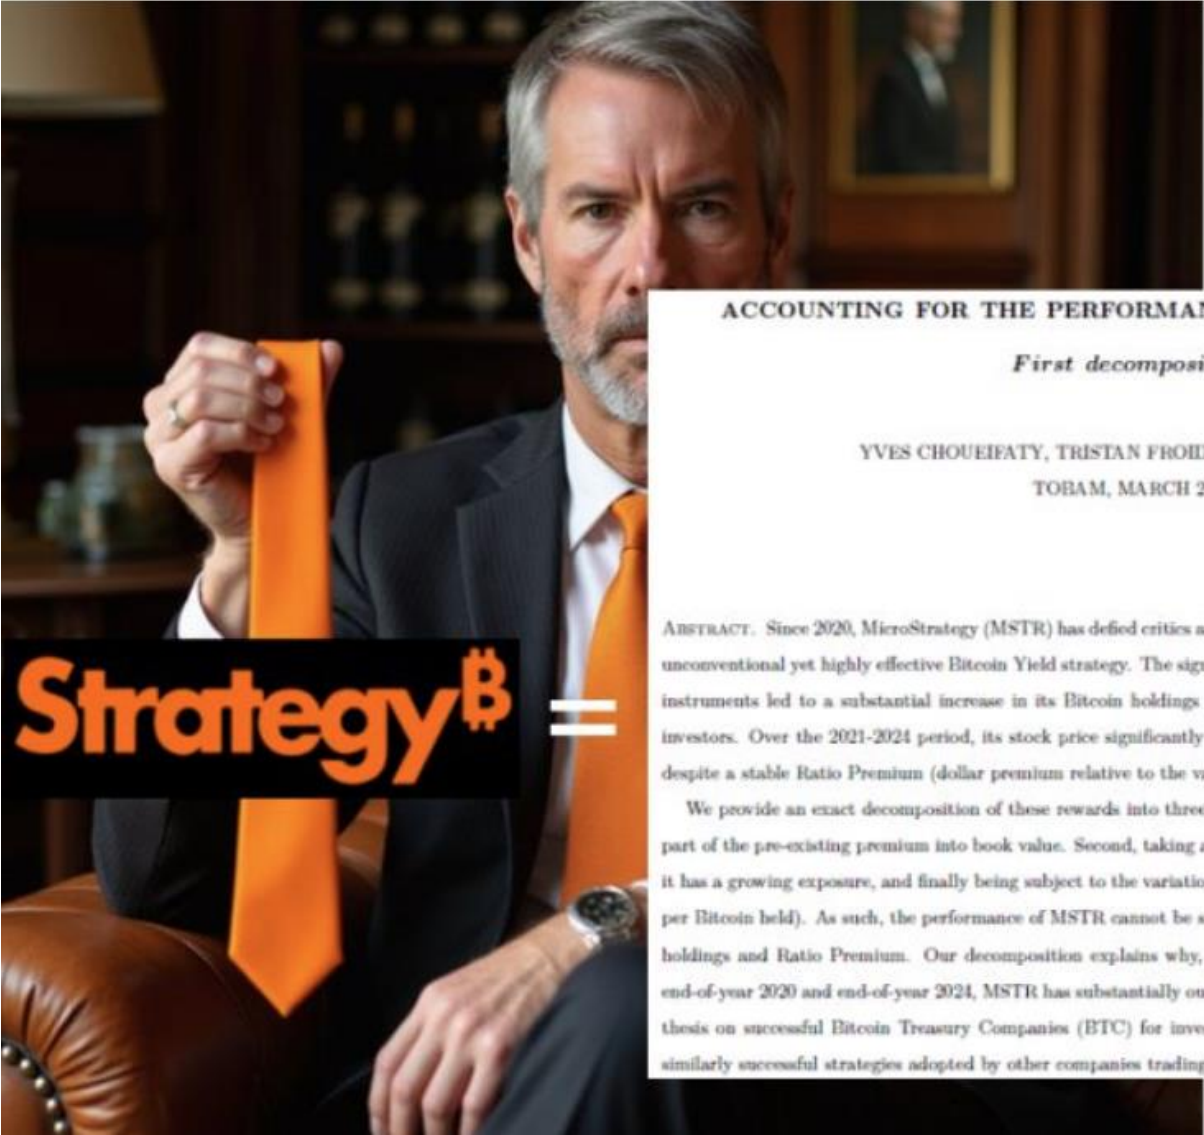 Strategy₿
=
ACCOUNTING FOR THE PERFORMAN
First decomposi
YVES CHOUEIFATY, TRISTAN FROID
TOBAM, MARCH 2
ABSTRACT. Since 2020, MicroStrategy (MSTR) has defied critics a
unconventional yet highly effective Bitcoin Yield strategy. The sig
instruments led to a substantial increase in its Bitcoin holdings
investors. Over the 2021-2024 period, its stock price significantly
despite a stable Ratio Premium (dollar premium relative to the v
We provide an exact decomposition of these rewards into three
part of the pre-existing premium into book value. Second, taking a
it has a growing exposure, and finally being subject to the variatio
per Bitcoin held). As such, the performance of MSTR cannot be s
holdings and Ratio Premium. Our decomposition explains why,
end-of-year 2020 and end-of-year 2024, MSTR has substantially ou
thesis on successful Bitcoin Treasury Companies (BTC) for inve
similarly successful strategies adopted by other companies trading